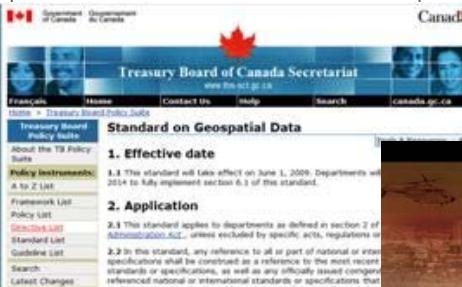 Government of Canada
Gouvernement du Canada
Canad
Treasury Board of Canada Secretariat
www.tbs-sct.gc.ca
Français Home Contact Us Help Search canada.gc.ca
Home > Treasury Board Policy Suite
Treasury Board Policy Suite
About the TB Policy Suite
Policy Instruments:
A to Z List
Framework List
Policy List
Directive List
Standard List
Guideline List
Search
Latest Changes
Standard on Geospatial Data
1. Effective date
1.1 This standard will take effect on June 1, 2009. Departments wil
2014 to fully implement section 6.1 of this standard.
2. Application
2.1 This standard applies to departments as defined in section 2 of
Administration Act, unless excluded by specific acts, regulations or
2.2 In this standard, any reference to all or part of national or inter
specifications shall be construed as a reference to the most recent
standards or specifications, as well as any officially issued
referenced national or international standards or specifications that